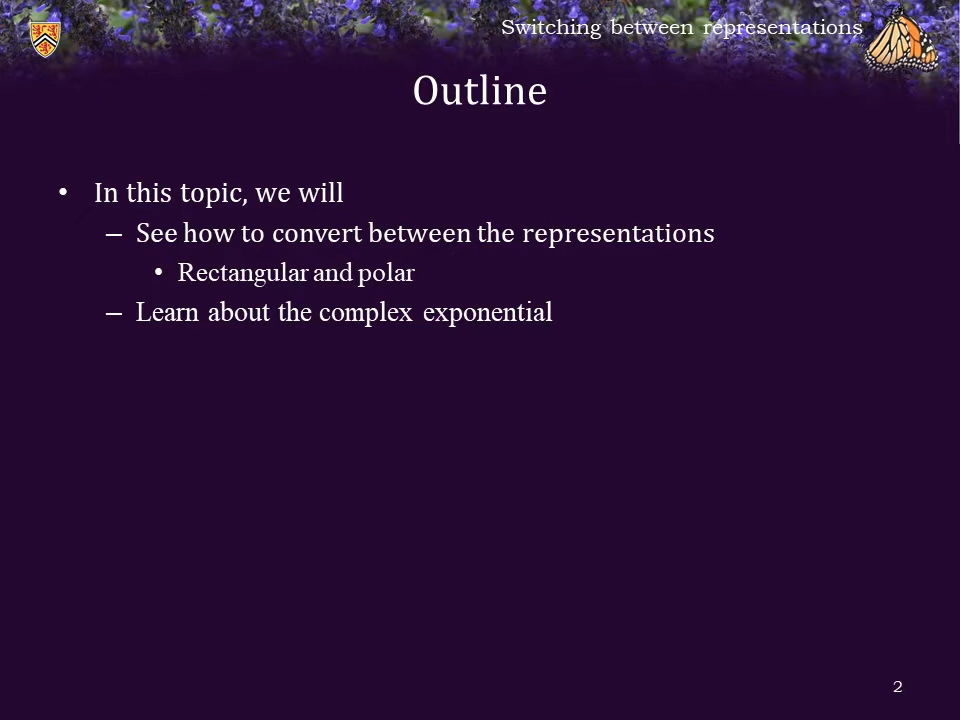 Switching between representations
Outline
• In this topic, we will
– See how to convert between the representations
• Rectangular and polar
– Learn about the complex exponential
2